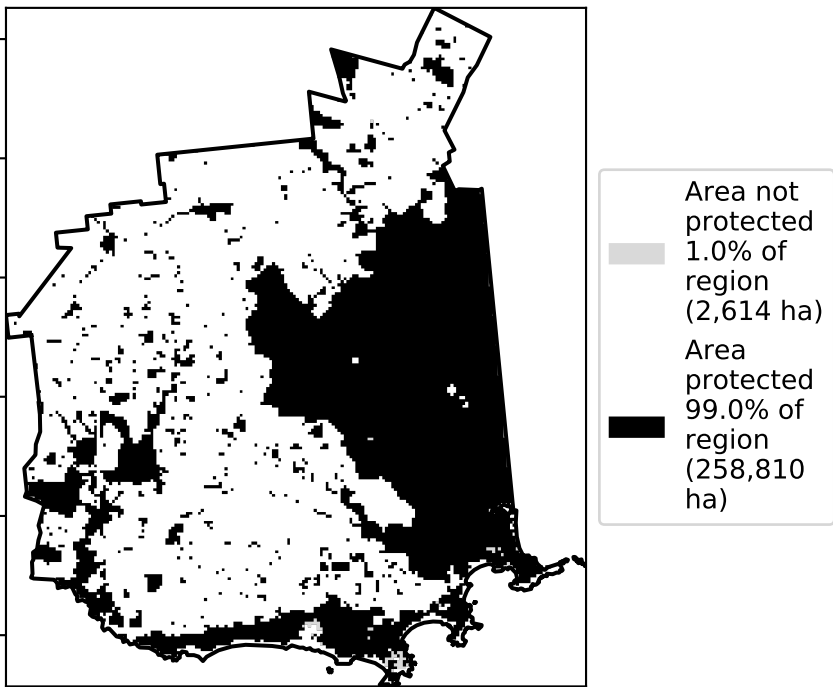 Area not
protected
1.0% of
region
(2,614 ha)
Area
protected
99.0% of
region
(258,810
ha)